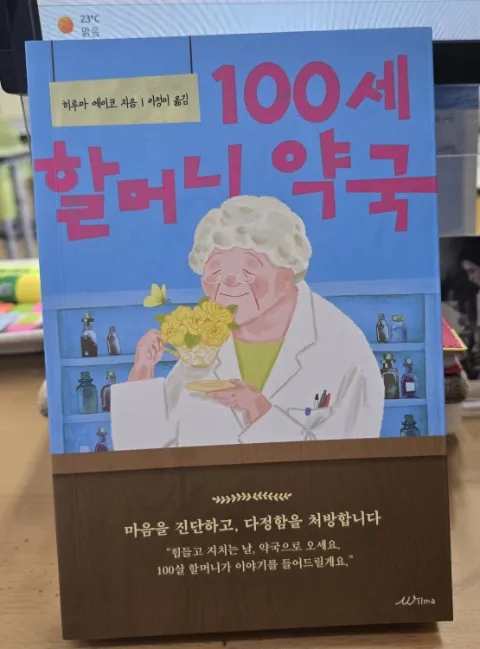 23°C
맑음
히루마 에이코 지음 | 이정미 옮김
100세
할머니 약국
마음을 진단하고, 다정함을 처방합니다
“힘들고 지치는 날, 약국으로 오세요.
100살 할머니가 이야기를 들어드릴게요.”
Wilma